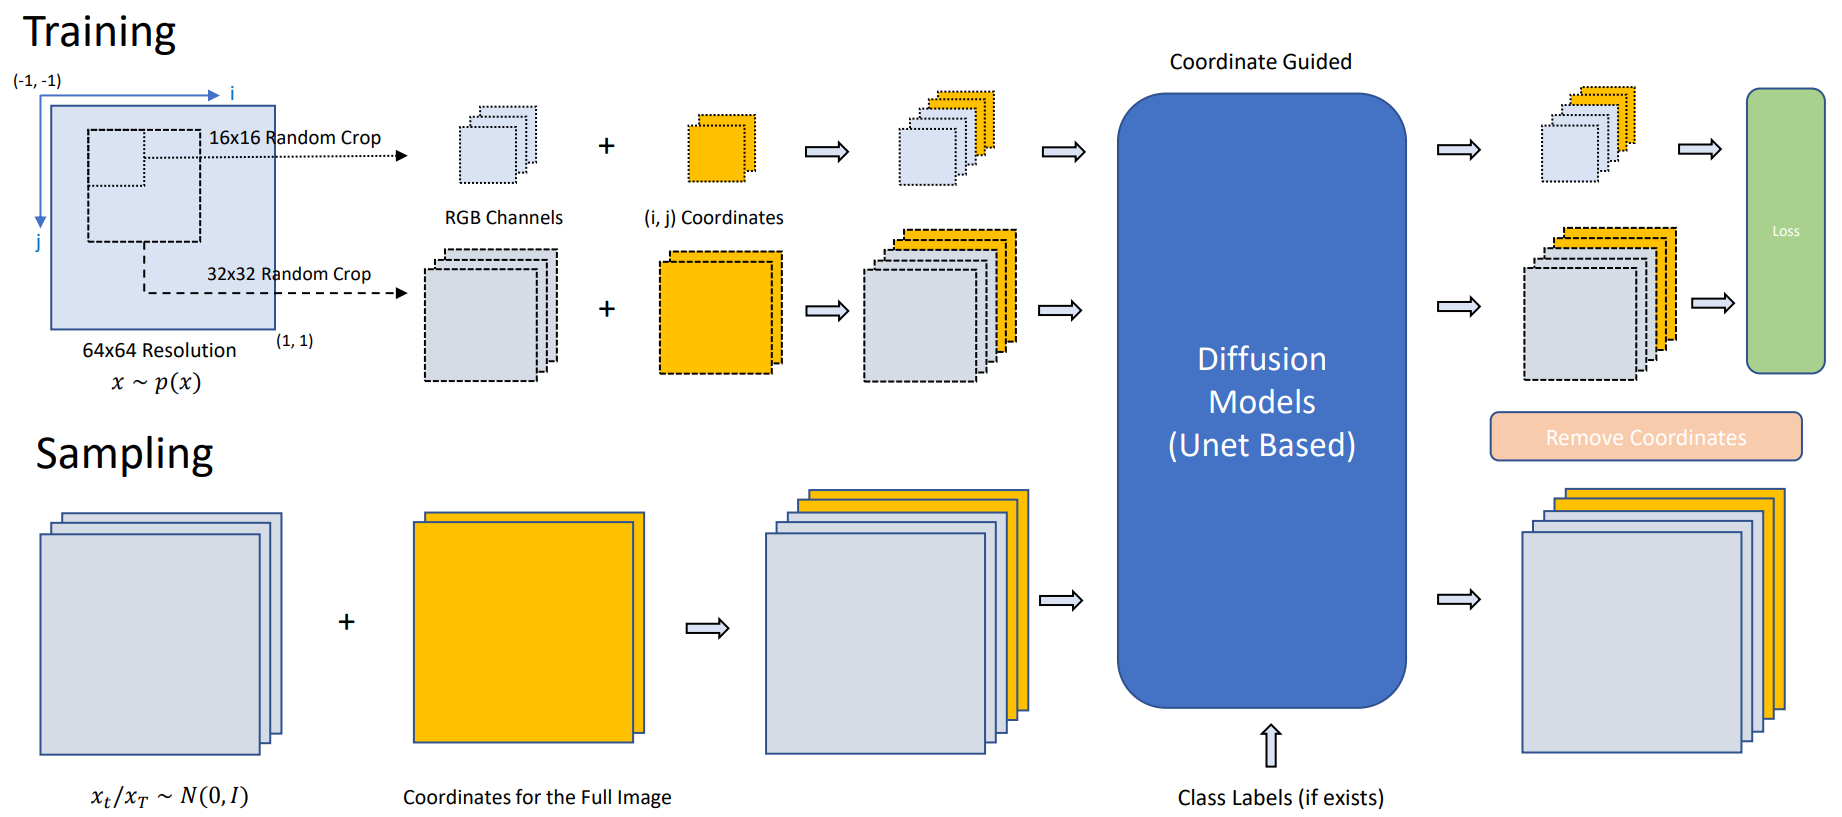 Training
(-1, -1)
i
j
16x16 Random Crop
32x32 Random Crop
(1, 1)
64x64 Resolution
x ~ p(x)
+
RGB Channels
(i, j) Coordinates
+
Coordinate Guided
Diffusion
Models
(Unet Based)
Loss
Remove Coordinates
Sampling
+
x_t/x_T ~ N(0, I)
Coordinates for the Full Image
Class Labels (if exists)